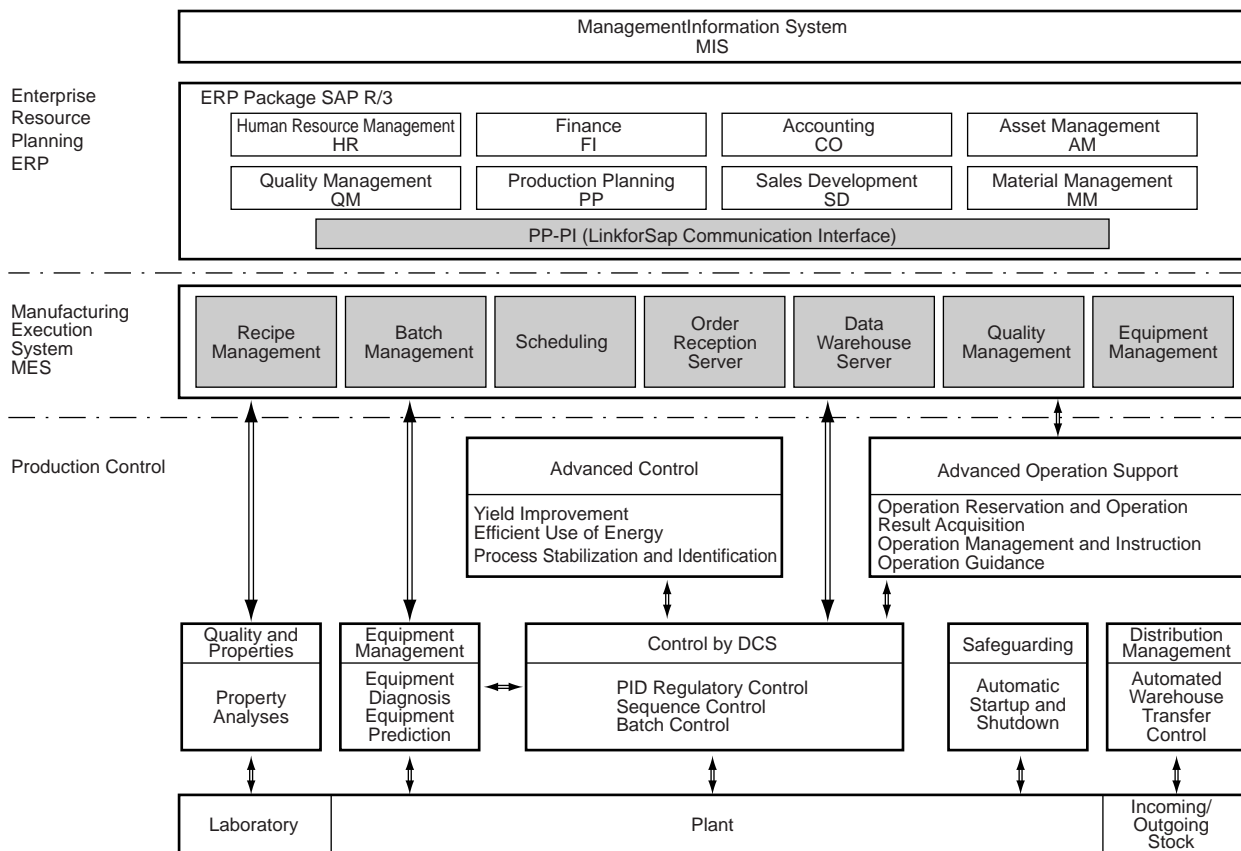 ManagementInformation System
MIS
Enterprise
Resource
Planning
ERP
ERP Package SAP R/3
Human Resource Management
HR
Finance
FI
Accounting
CO
Asset Management
AM
Quality Management
QM
Production Planning
PP
Sales Development
SD
Material Management
MM
PP-PI (LinkforSap Communication Interface)
Manufacturing
Execution
System
MES
Recipe
Management
Batch
Management
Scheduling
Order
Reception
Server
Data
Warehouse
Server
Quality
Management
Equipment
Management
Production Control
Advanced Control
Yield Improvement
Efficient Use of Energy
Process Stabilization and Identification
Advanced Operation Support
Operation Reservation and Operation
Result Acquisition
Operation Management and Instruction
Operation Guidance
Quality and
Properties
Property
Analyses
Equipment
Management
Equipment
Diagnosis
Equipment
Prediction
Control by DCS
PID Regulatory Control
Sequence Control
Batch Control
Safeguarding
Automatic
Startup and
Shutdown
Distribution
Management
Automated
Warehouse
Transfer
Control
Laboratory
Plant
Incoming/
Outgoing
Stock